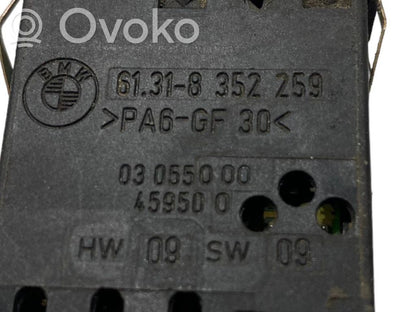 Ovoko
BMW
61.31-8 352 259
>PA6-GF 30<
03 0550 00
45950 0
HW 09 SW 09